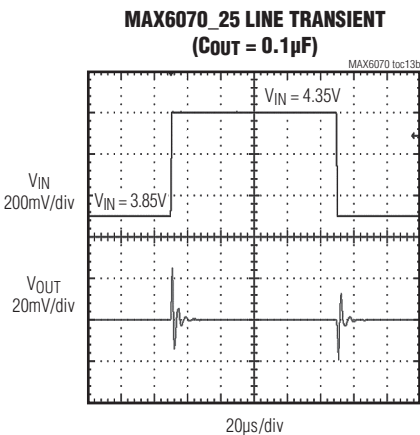 MAX6070_25 LINE TRANSIENT
(COUT = 0.1µF)
MAX6070 toc13b
VIN = 4.35V
VIN
200mV/div
VIN = 3.85V
VOUT
20mV/div
20µs/div